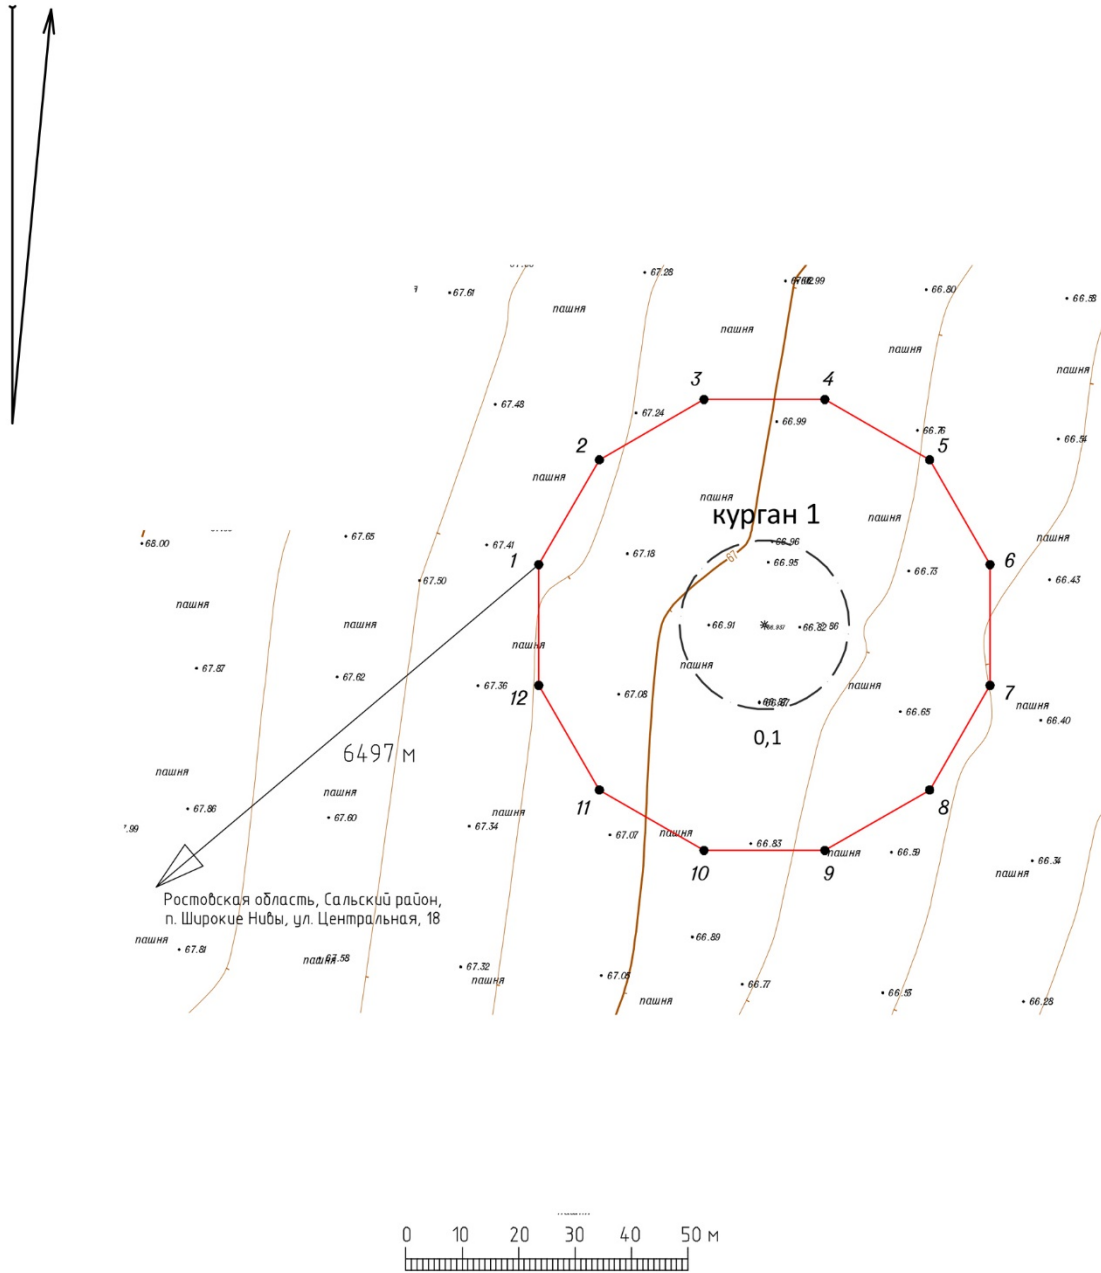 67.28
67.61
66.99
66.80
66.58
пашня
пашня
пашня
пашня
3
4
67.48
67.24
66.99
66.76
66.54
2
5
пашня
пашня
курган 1
пашня
68.00
67.65
67.41
67.18
66.96
пашня
67
66.95
1
6
67.50
66.73
66.43
пашня
пашня
66.91
66.82
пашня
67.87
67.62
пашня
67.36
67.08
пашня
12
7
66.65
пашня
66.40
0,1
6497 м
пашня
пашня
67.86
67.60
пашня
67.34
67.07
пашня
66.83
66.59
66.34
11
8
10
9
пашня
пашня
Ростовская область, Сальский район,
п. Широкие Нивы, ул. Центральная, 18
пашня
67.81
67.58
67.32
пашня
66.89
67.05
66.77
пашня
66.28
0 10 20 30 40 50 м